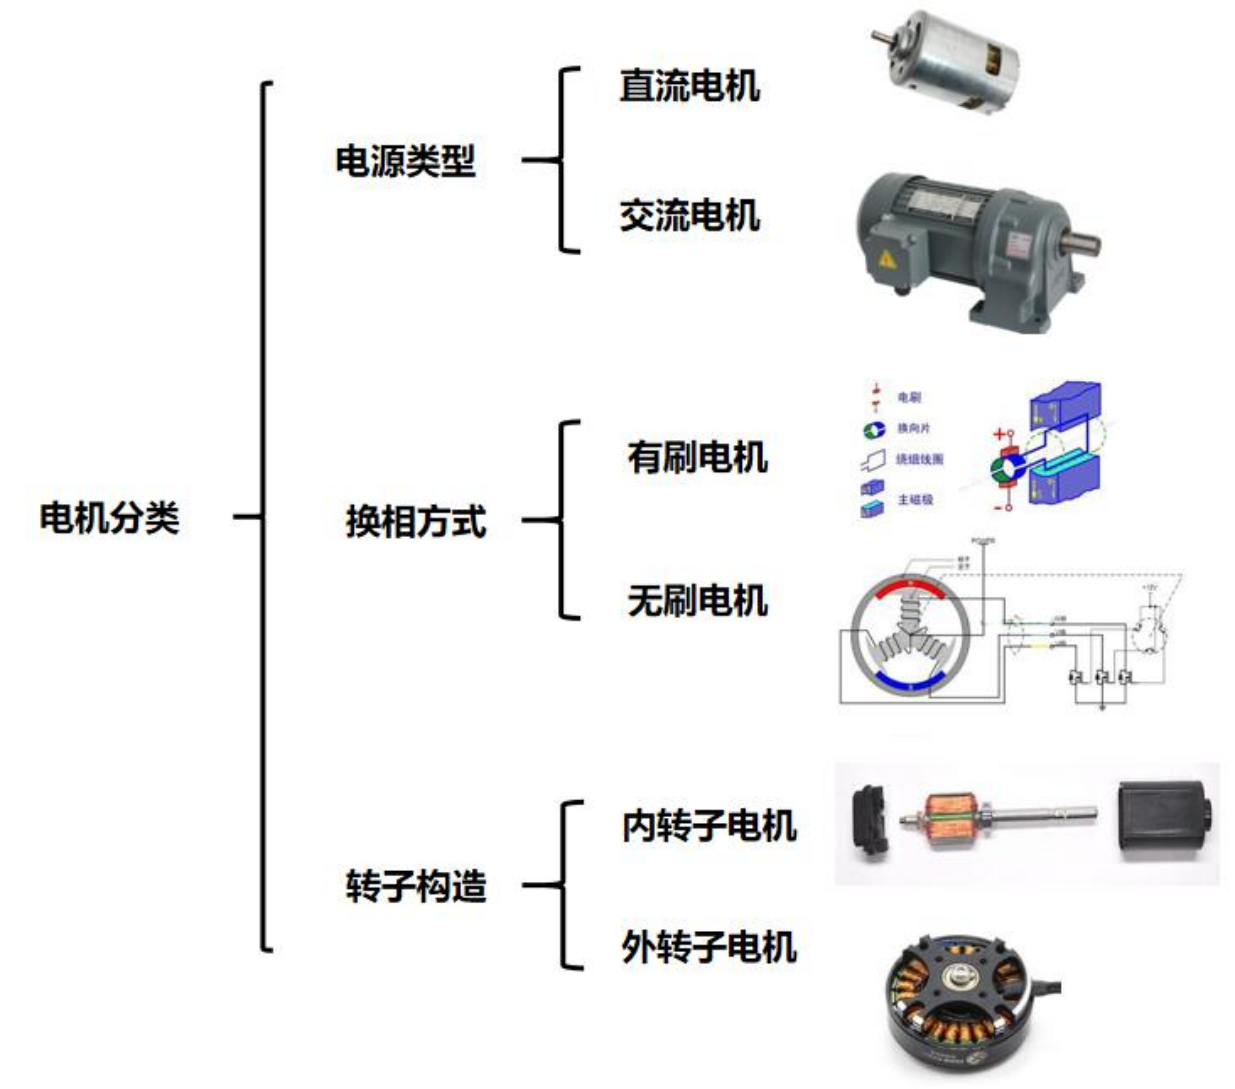 电机分类
电源类型
直流电机
交流电机
换相方式
有刷电机
电刷
换向片
绕组线圈
主磁极
+
-
无刷电机
POWER
+12V
转子构造
内转子电机
外转子电机